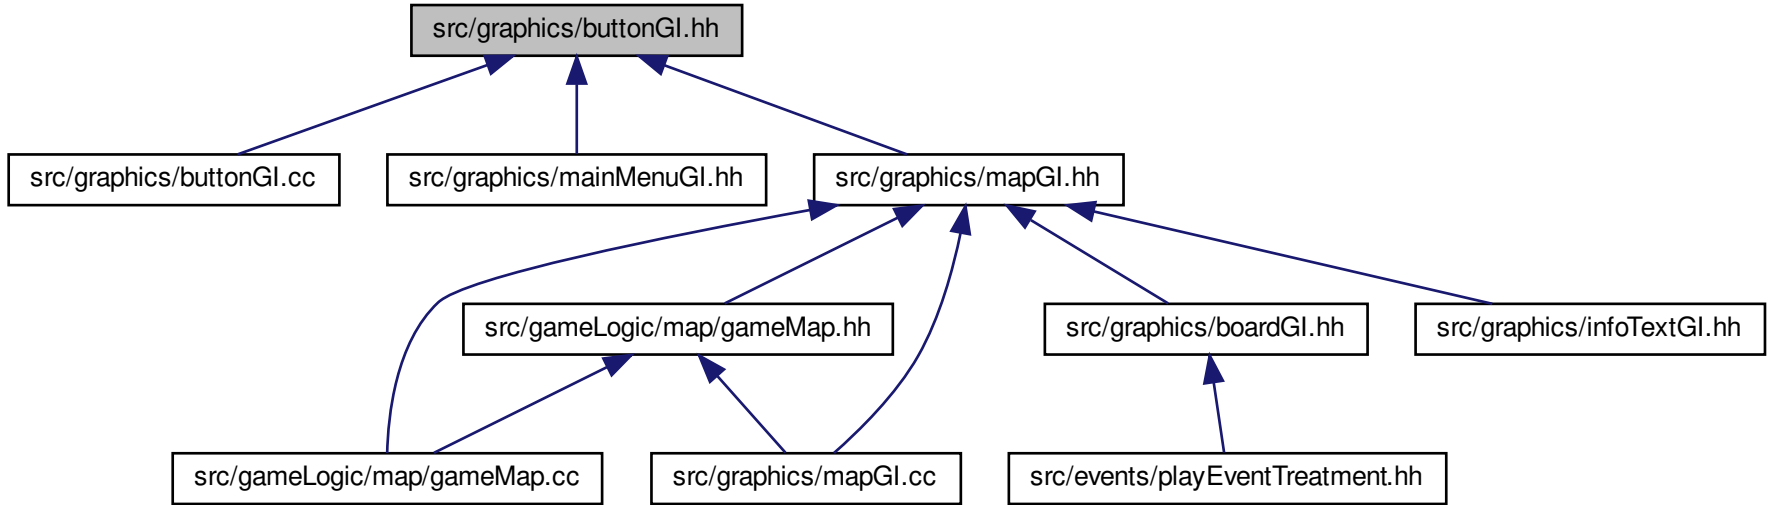 src/graphics/buttonGI.hh
src/graphics/buttonGI.cc
src/graphics/mainMenuGI.hh
src/graphics/mapGI.hh
src/gameLogic/map/gameMap.hh
src/graphics/boardGI.hh
src/graphics/infoTextGI.hh
src/gameLogic/map/gameMap.cc
src/graphics/mapGI.cc
src/events/playEventTreatment.hh